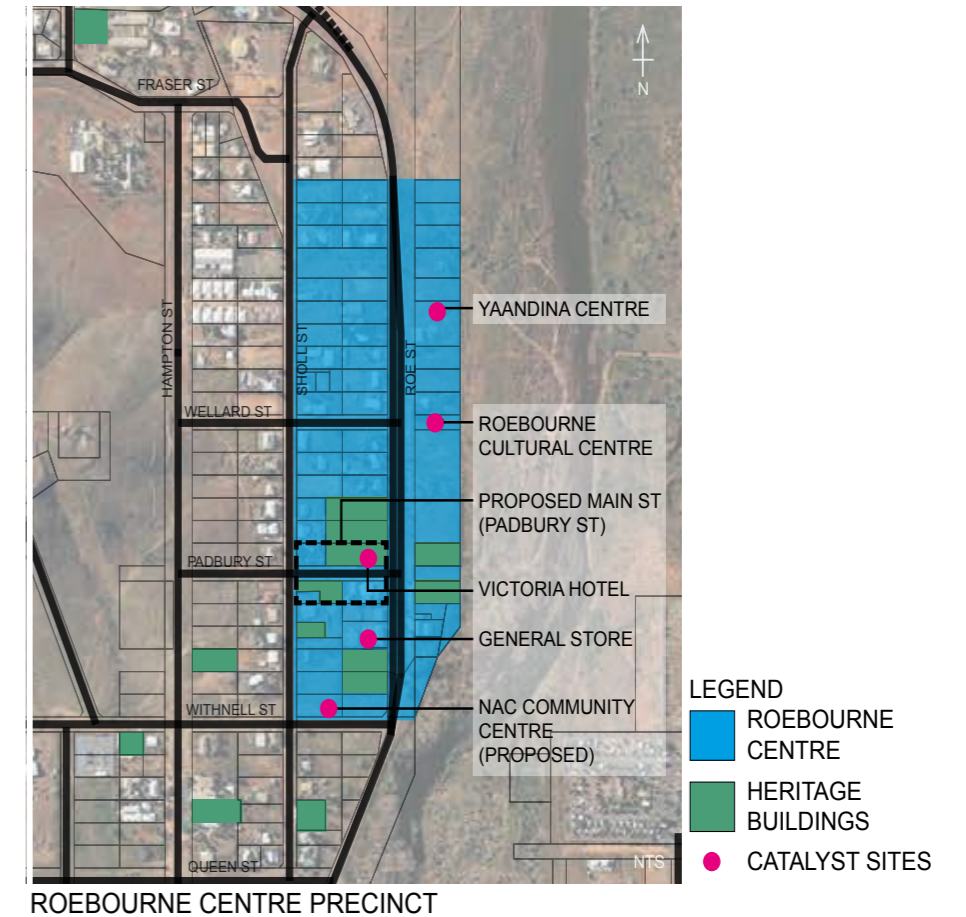 FRASER ST
N
HAMPTON ST
SHOLL ST
ROE ST
YAANDINA CENTRE
WELLARD ST
ROEBOURNE
CULTURAL CENTRE
PROPOSED MAIN ST
(PADBURY ST)
PADBURY ST
VICTORIA HOTEL
GENERAL STORE
WITHNELL ST
NAC COMMUNITY
CENTRE
(PROPOSED)
QUEEN ST
NTS
LEGEND
ROEBOURNE
CENTRE
HERITAGE
BUILDINGS
CATALYST SITES
ROEBOURNE CENTRE PRECINCT